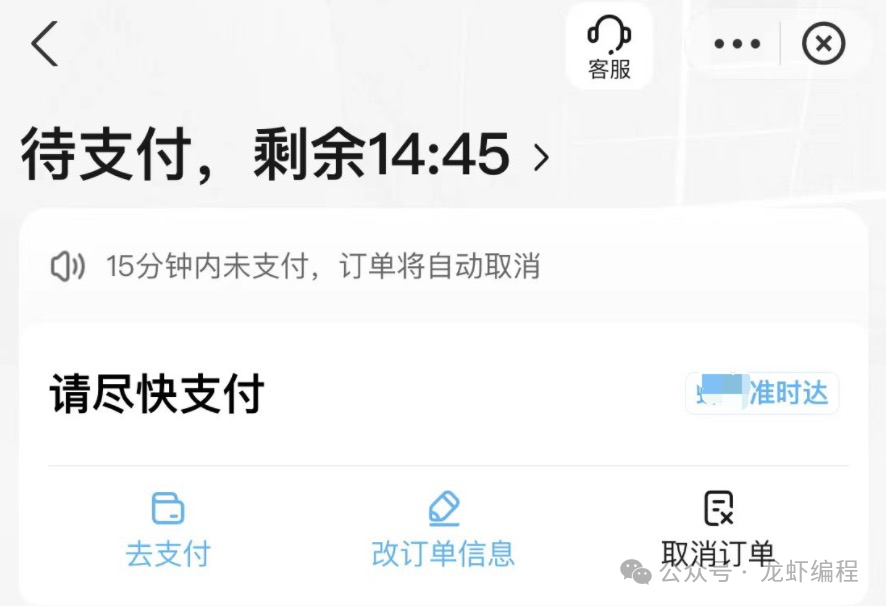 客服
待支付，剩余14:45 >
15分钟内未支付，订单将自动取消
请尽快支付
准时达
去支付
改订单信息
取消订单
公众号 · 龙虾编程